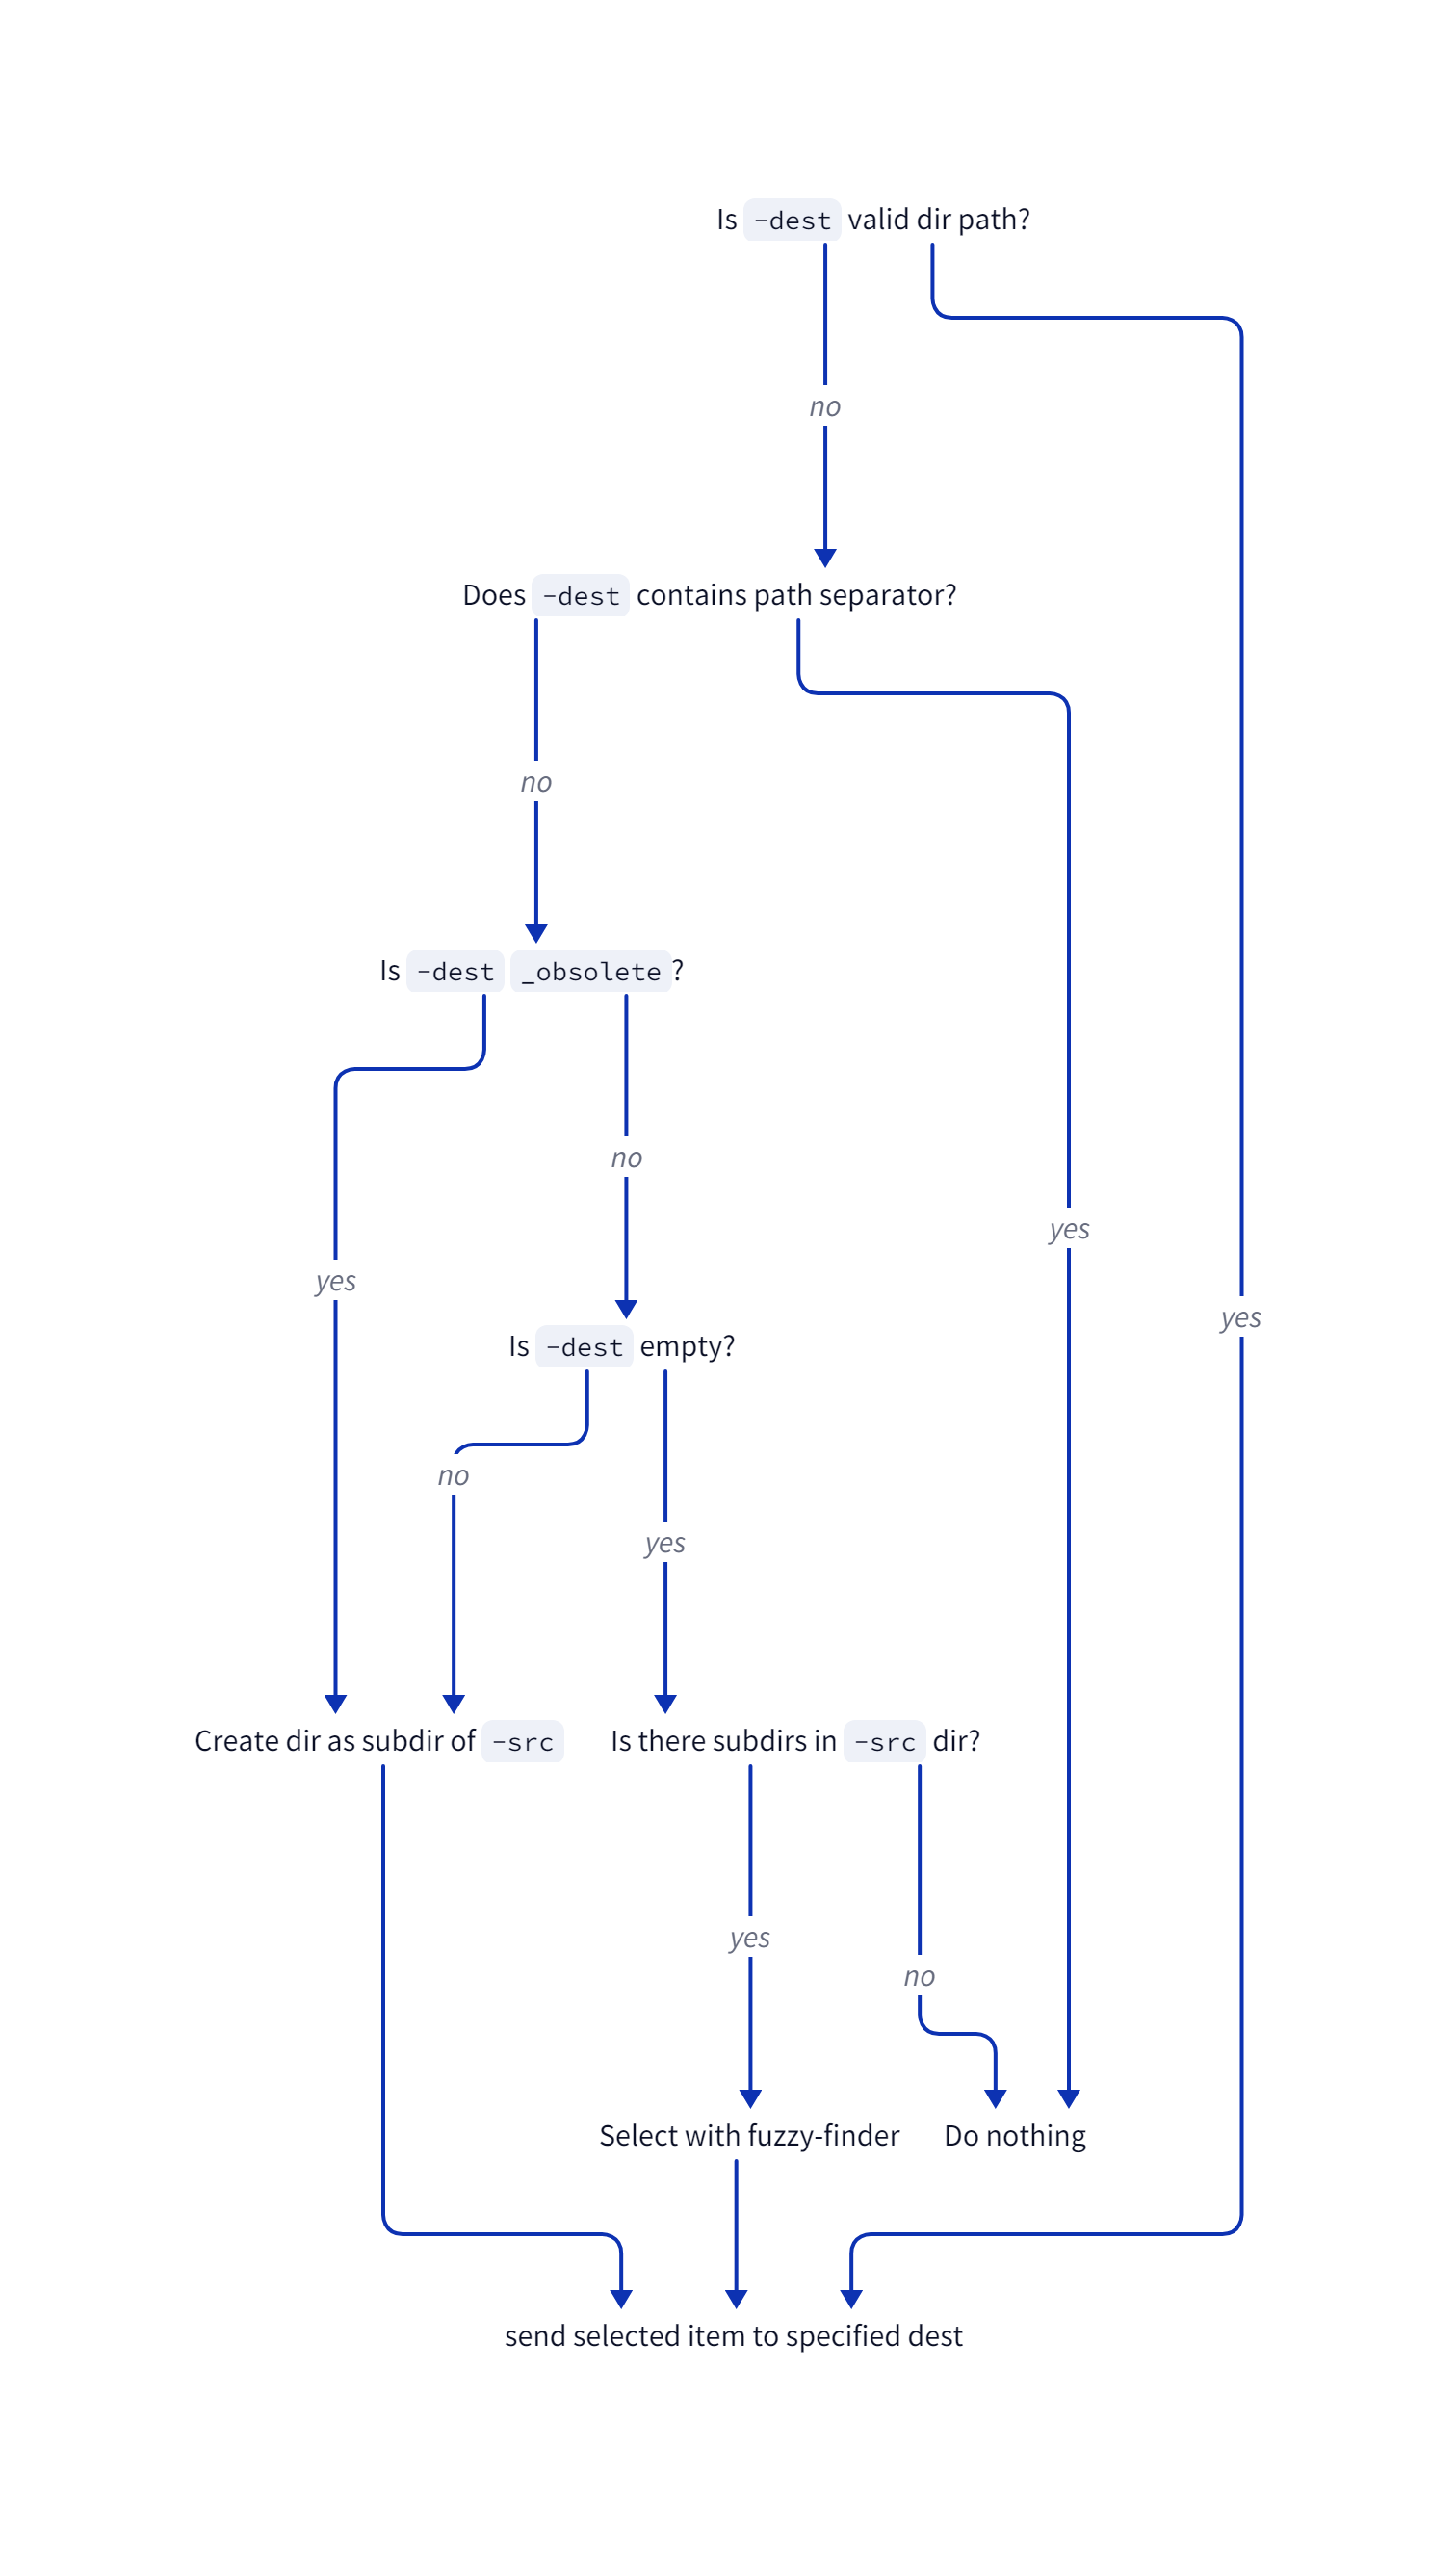 Is -dest valid dir path?
no
Does -dest contains path separator?
no
Is -dest _obsolete?
no
yes
yes
Is -dest empty?
yes
no
yes
Create dir as subdir of -src
Is there subdirs in -src dir?
yes
no
Select with fuzzy-finder
Do nothing
send selected item to specified dest